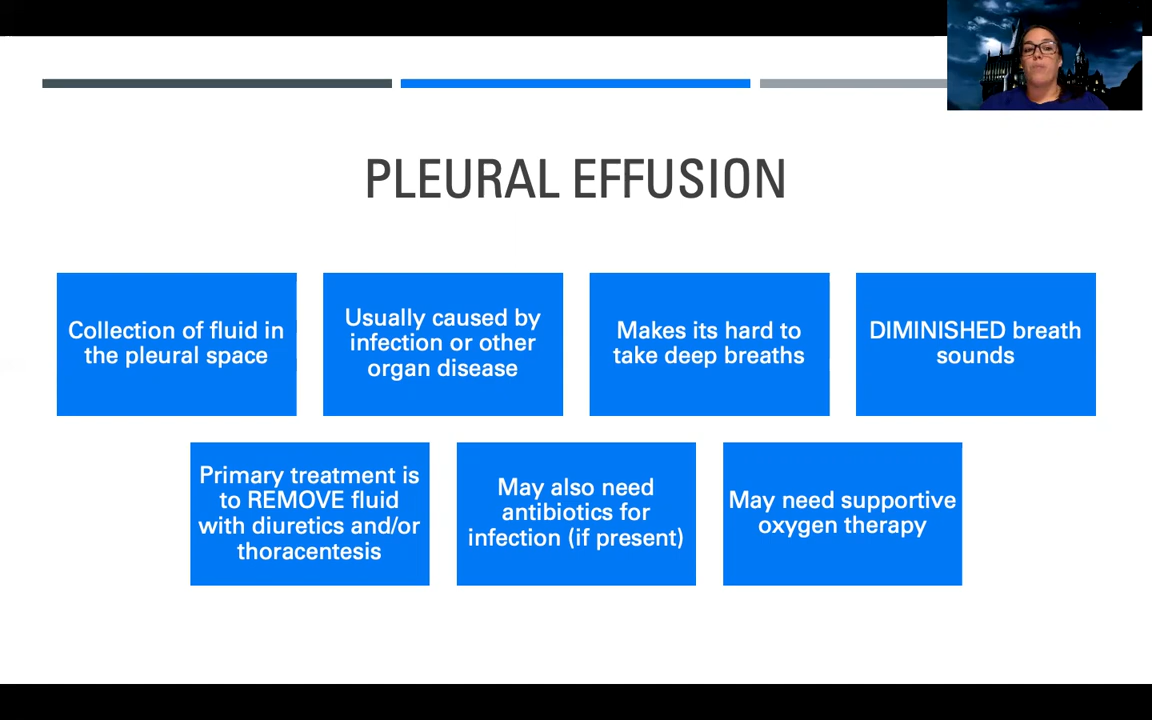 PLEURAL EFFUSION
Collection of fluid in
the pleural space
Usually caused by
infection or other
organ disease
Makes its hard to
take deep breaths
DIMINISHED breath
sounds
Primary treatment is
to REMOVE fluid
with diuretics and/or
thoracentesis
May also need
antibiotics for
infection (if present)
May need supportive
oxygen therapy